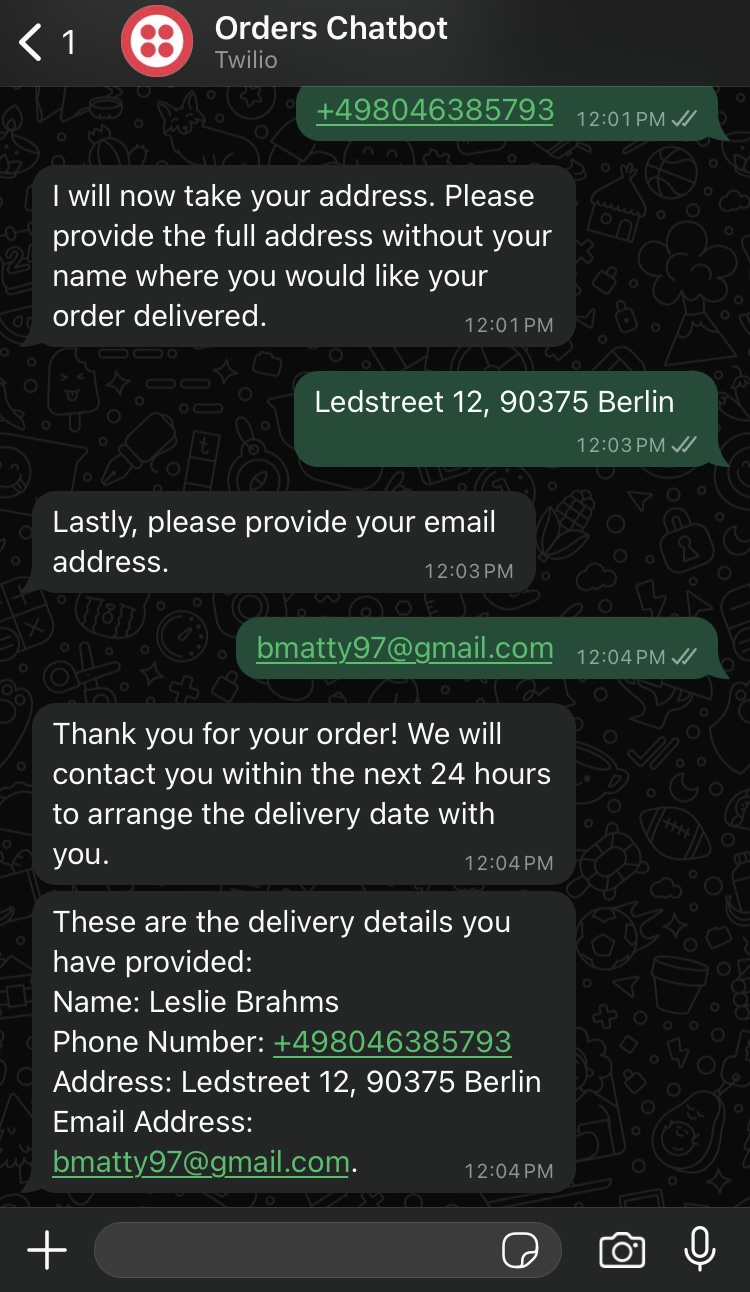 1
Orders Chatbot
Twilio
+498046385793 12:01 PM
I will now take your address. Please
provide the full address without your
name where you would like your
order delivered.
12:01 PM
Ledstreet 12, 90375 Berlin
12:03 PM
Lastly, please provide your email
address.
12:03 PM
bmatty97@gmail.com 12:04 PM
Thank you for your order! We will
contact you within the next 24 hours
to arrange the delivery date with
you.
12:04 PM
These are the delivery details you
have provided:
Name: Leslie Brahms
Phone Number: +498046385793
Address: Ledstreet 12, 90375 Berlin
Email Address:
bmatty97@gmail.com.
12:04 PM